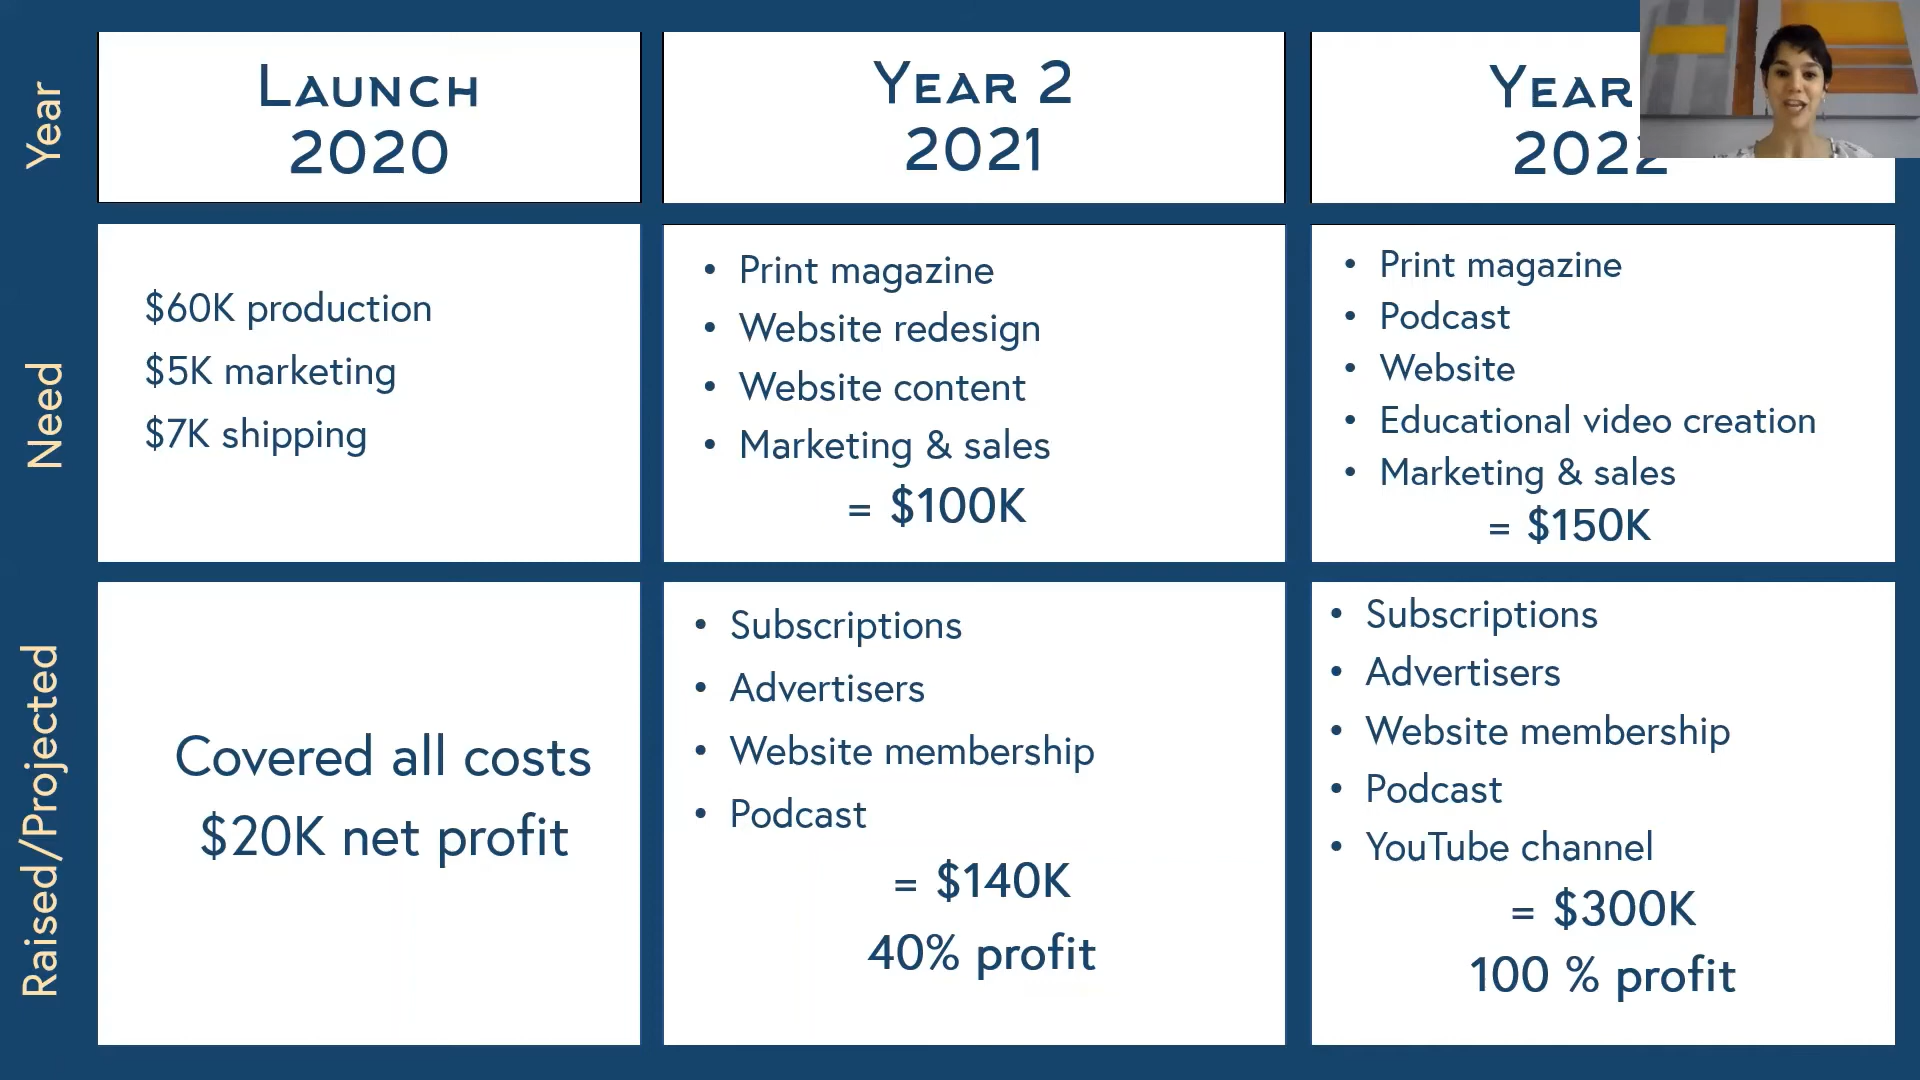 Year
LAUNCH
2020
YEAR 2
2021
YEAR
2022
Need
$60K production
$5K marketing
$7K shipping
• Print magazine
• Website redesign
• Website content
• Marketing & sales
= $100K
• Print magazine
• Podcast
• Website
• Educational video creation
• Marketing & sales
= $150K
Raised/Projected
Covered all costs
$20K net profit
• Subscriptions
• Advertisers
• Website membership
• Podcast
= $140K
40% profit
• Subscriptions
• Advertisers
• Website membership
• Podcast
• YouTube channel
= $300K
100 % profit